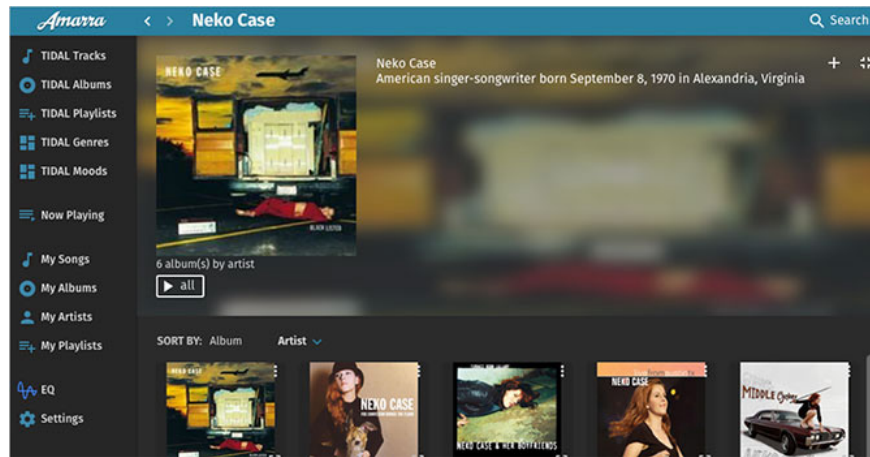 Amarra
< > Neko Case
Search
TIDAL Tracks
TIDAL Albums
TIDAL Playlists
TIDAL Genres
TIDAL Moods
Now Playing
My Songs
My Albums
My Artists
My Playlists
EQ
Settings
NEKO CASE
BLACKLISTED
Neko Case
American singer-songwriter born September 8, 1970 in Alexandria, Virginia
6 album(s) by artist
all
SORT BY: Album Artist
NEKO CASE
NEKO CASE
NEKO CASE & HER BOYFRIENDS
NEKO CASE
MIDDLE Cyclone